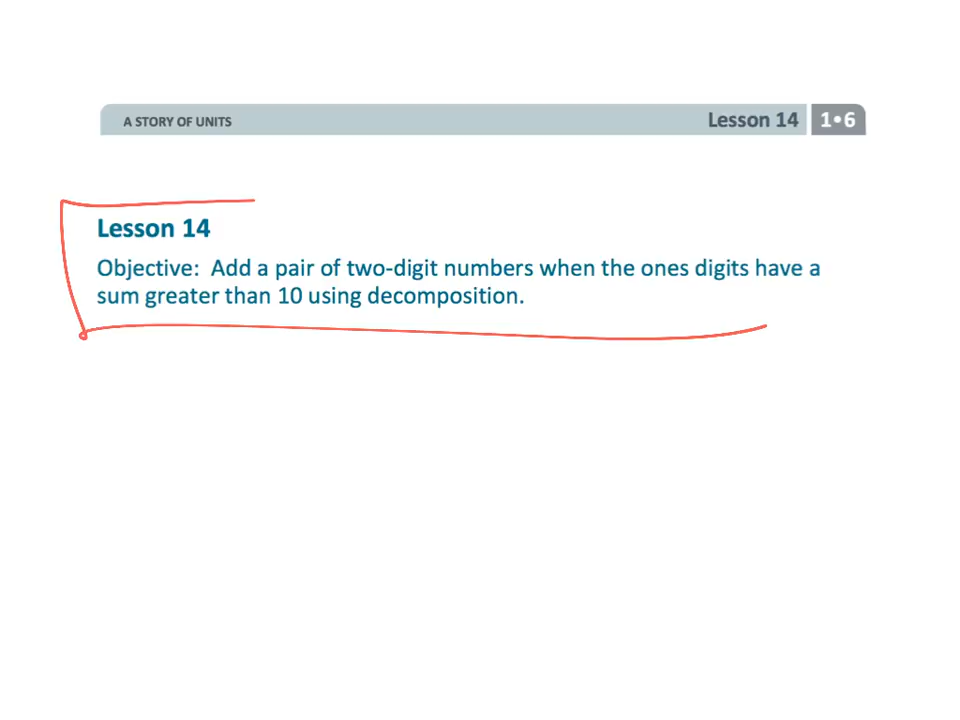 A STORY OF UNITS
Lesson 14
1•6
Lesson 14
Objective: Add a pair of two-digit numbers when the ones digits have a
sum greater than 10 using decomposition.